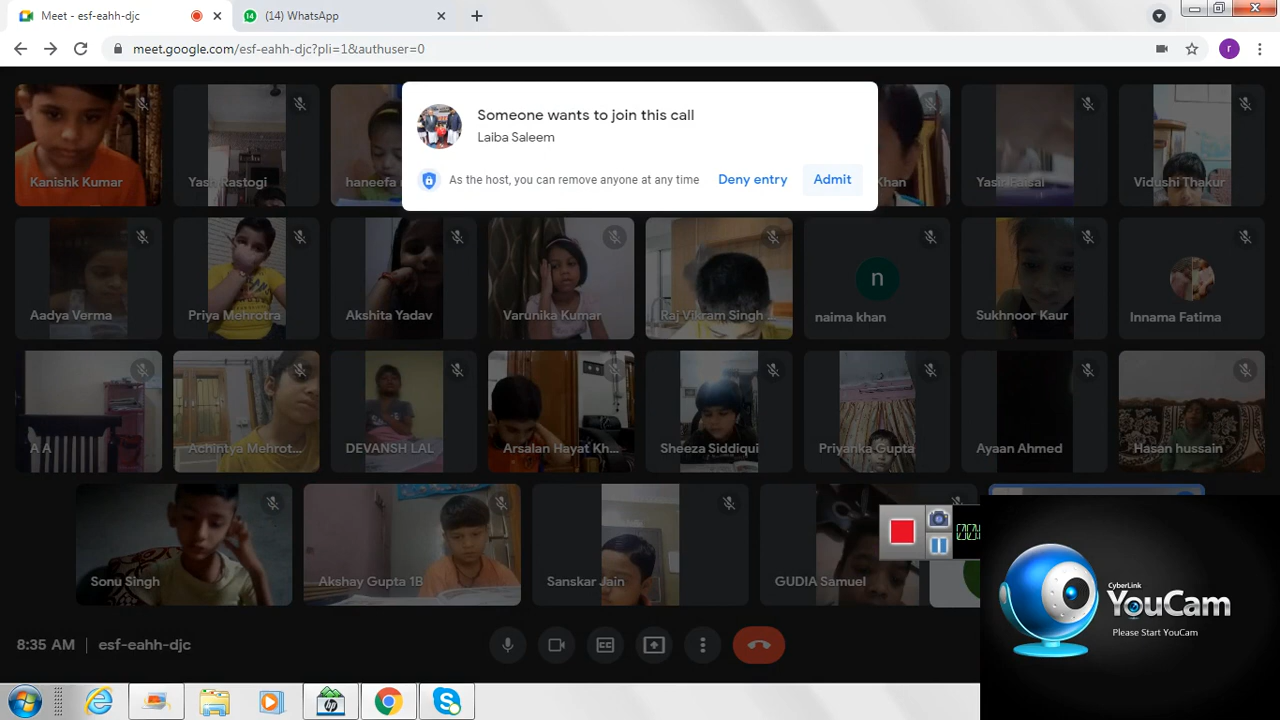 Meet - esf-eahh-djc
(14) WhatsApp
meet.google.com/esf-eahh-djc?pli=1&authuser=0
r
Someone wants to join this call
Laiba Saleem
As the host, you can remove anyone at any time
Deny entry
Admit
Kanishk Kumar
Yash Rastogi
haneefa
Khan
Yasir Faisal
Vidushi Thakur
Aadya Verma
Priya Mehrotra
Akshita Yadav
Varunika Kumar
Raj Vikram Singh ...
n
naima khan
Sukhnoor Kaur
Innama Fatima
A A
Achintya Mehrot...
DEVANSH LAL
Arsalan Hayat Kh...
Sheeza Siddiqui
Priyanka Gupta
Ayaan Ahmed
Hasan hussain
Sonu Singh
Akshay Gupta 1B
Sanskar Jain
GUDIA Samuel
CyberLink
YouCam
Please Start YouCam
8:35 AM
esf-eahh-djc